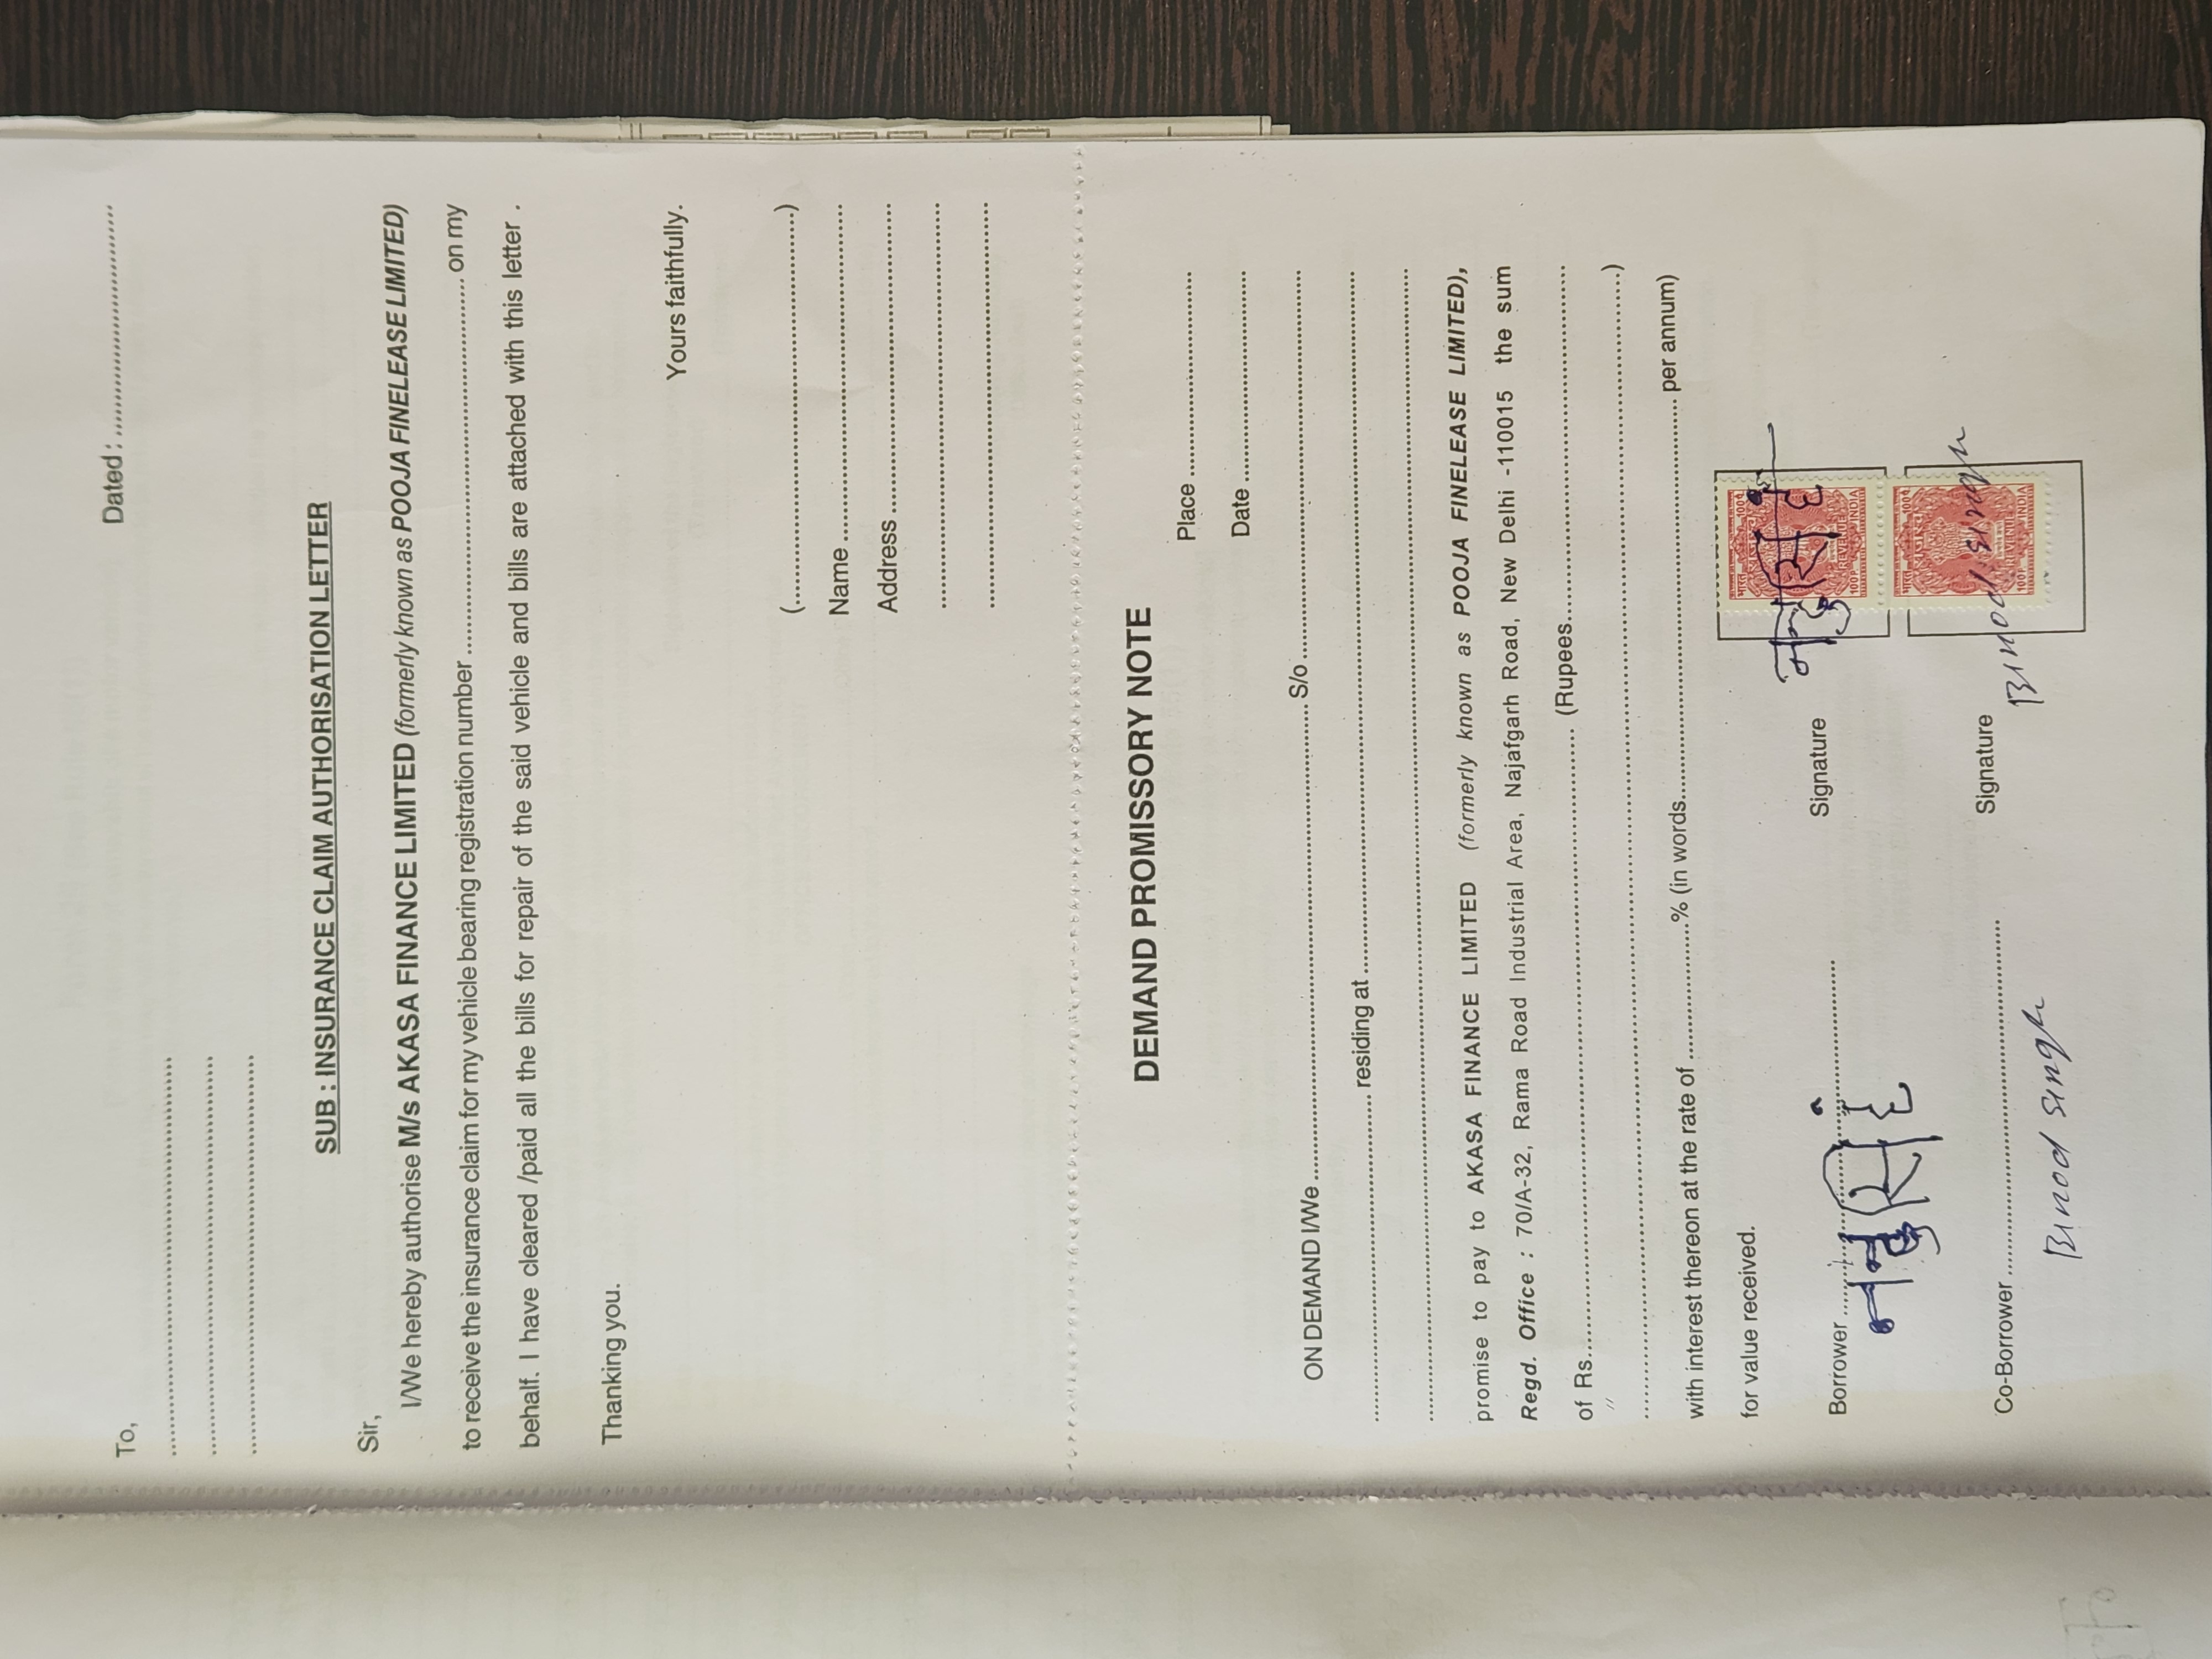 Dated : ................................
To,
........................................................
........................................................
........................................................
SUB : INSURANCE CLAIM AUTHORISATION LETTER
Sir,
I/We hereby authorise M/s AKASA FINANCE LIMITED (formerly known as POOJA FINELEASE LIMITED)
to receive the insurance claim for my vehicle bearing registration number ........................................................ on my
behalf. I have cleared /paid all the bills for repair of the said vehicle and bills are attached with this letter .
Thanking you.
Yours faithfully.
(........................................................)
Name ................................................
Address ............................................
........................................................
........................................................
DEMAND PROMISSORY NOTE
Place ................................
Date ................................
ON DEMAND I/We ................................................................ S/o ........................................................
................................................ residing at ................................................................................................
................................................................................................................................................
promise to pay to AKASA FINANCE LIMITED (formerly known as POOJA FINELEASE LIMITED),
Regd. Office : 70/A-32, Rama Road Industrial Area, Najafgarh Road, New Delhi -110015 the sum
of Rs................................................................................ (Rupees................................................
................................................................................................................................................)
with interest thereon at the rate of ....................% (in words........................................................ per annum)
for value received.
भारत 100प
REVENUE
100P. INDIA
Borrower ................................................ Signature
भारत 100प
राजस्व
REVENUE
100P INDIA
Co-Borrower ................................................ Signature Binod singh
Binod singh